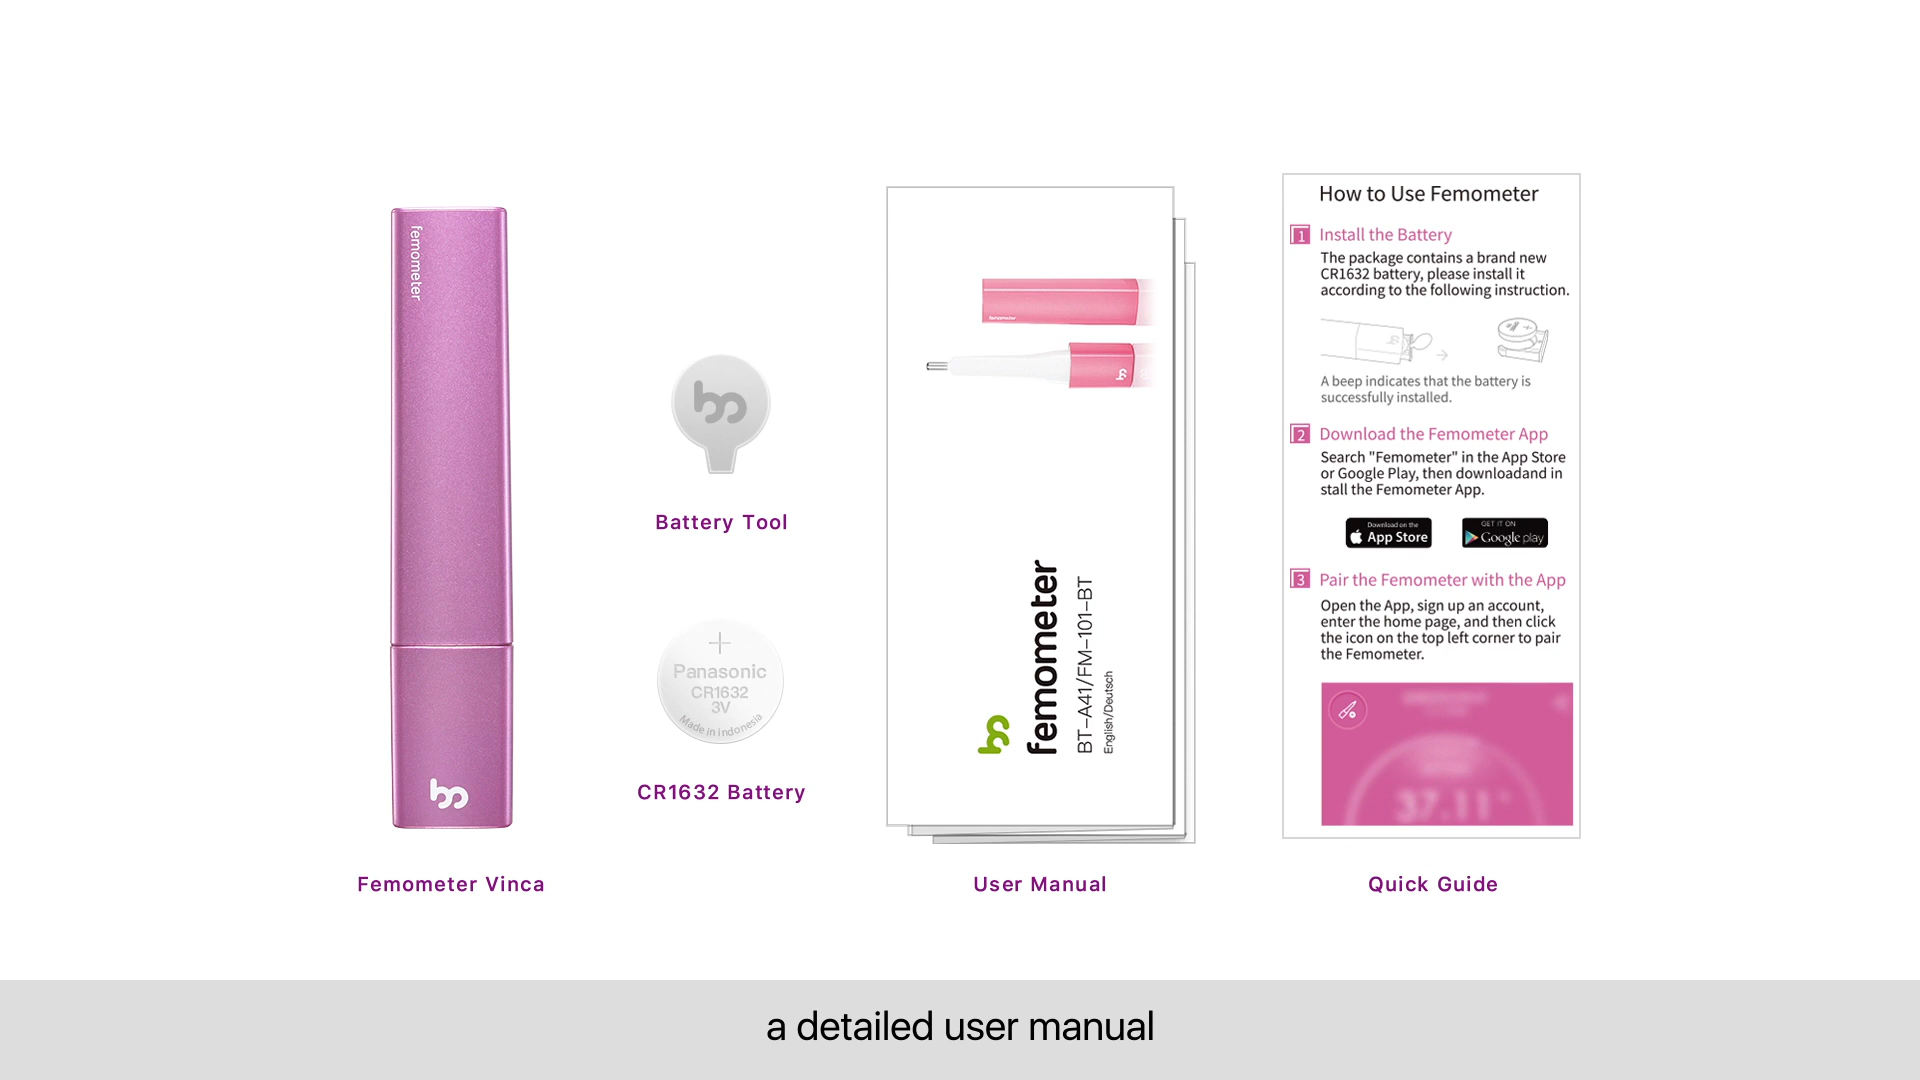 femometer
Femometer Vinca
Battery Tool
Panasonic
CR1632
3V
Made in Indonesia
CR1632 Battery
femometer
femometer
BT-A41/FM-101-BT
English/Deutsch
User Manual
How to Use Femometer
1 Install the Battery
The package contains a brand new
CR1632 battery, please install it
according to the following instruction.
A beep indicates that the battery is
successfully installed.
2 Download the Femometer App
Search "Femometer" in the App Store
or Google Play, then downloadand in
stall the Femometer App.
Download on the
App Store
GET IT ON
Google play
3 Pair the Femometer with the App
Open the App, sign up an account,
enter the home page, and then click
the icon on the top left corner to pair
the Femometer.
37.11°
Quick Guide
a detailed user manual